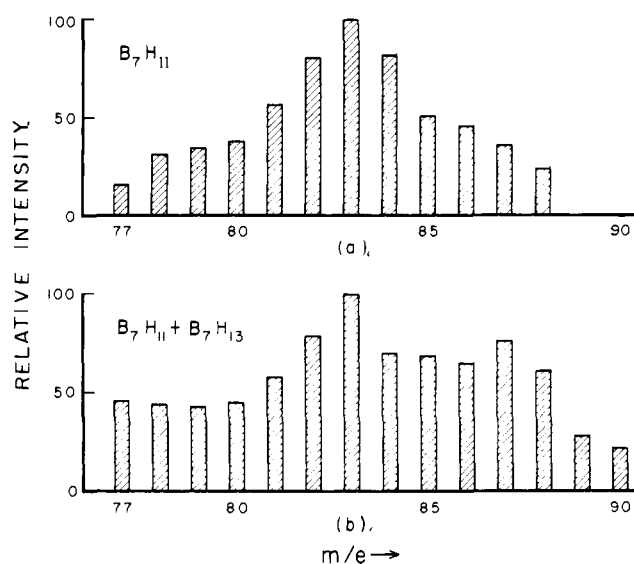 RELATIVE INTENSITY
100
B₇H₁₁
50
0
77 80 85 90
(a).
100
B₇H₁₁ + B₇H₁₃
50
0
77 80 85 90
(b).
m/e→